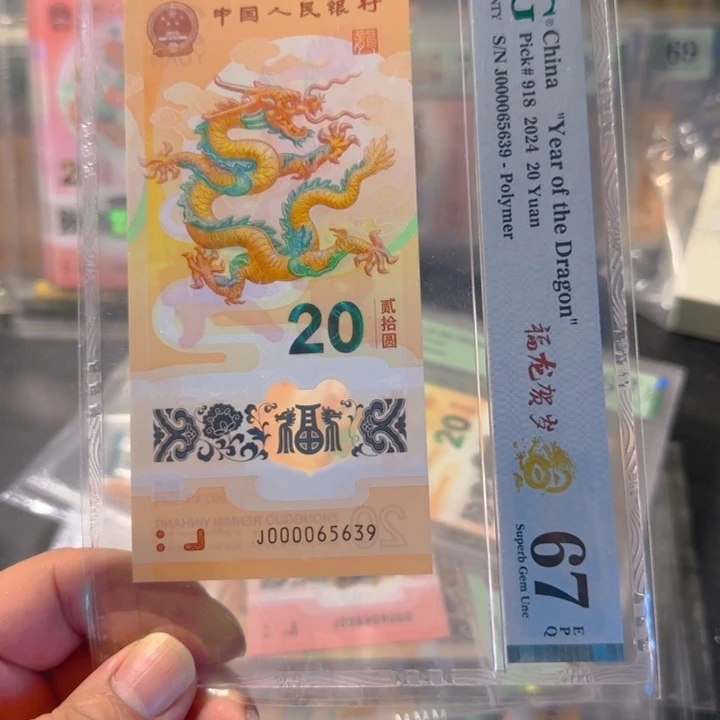 中国人民银行
20
贰拾圆
福
J000065639
China "Year of the Dragon"
Pick# 918 2024 20 Yuan
S/N J000065639 - Polymer
福龙贺岁
67
EPQ
Superb Gem Unc
69
20